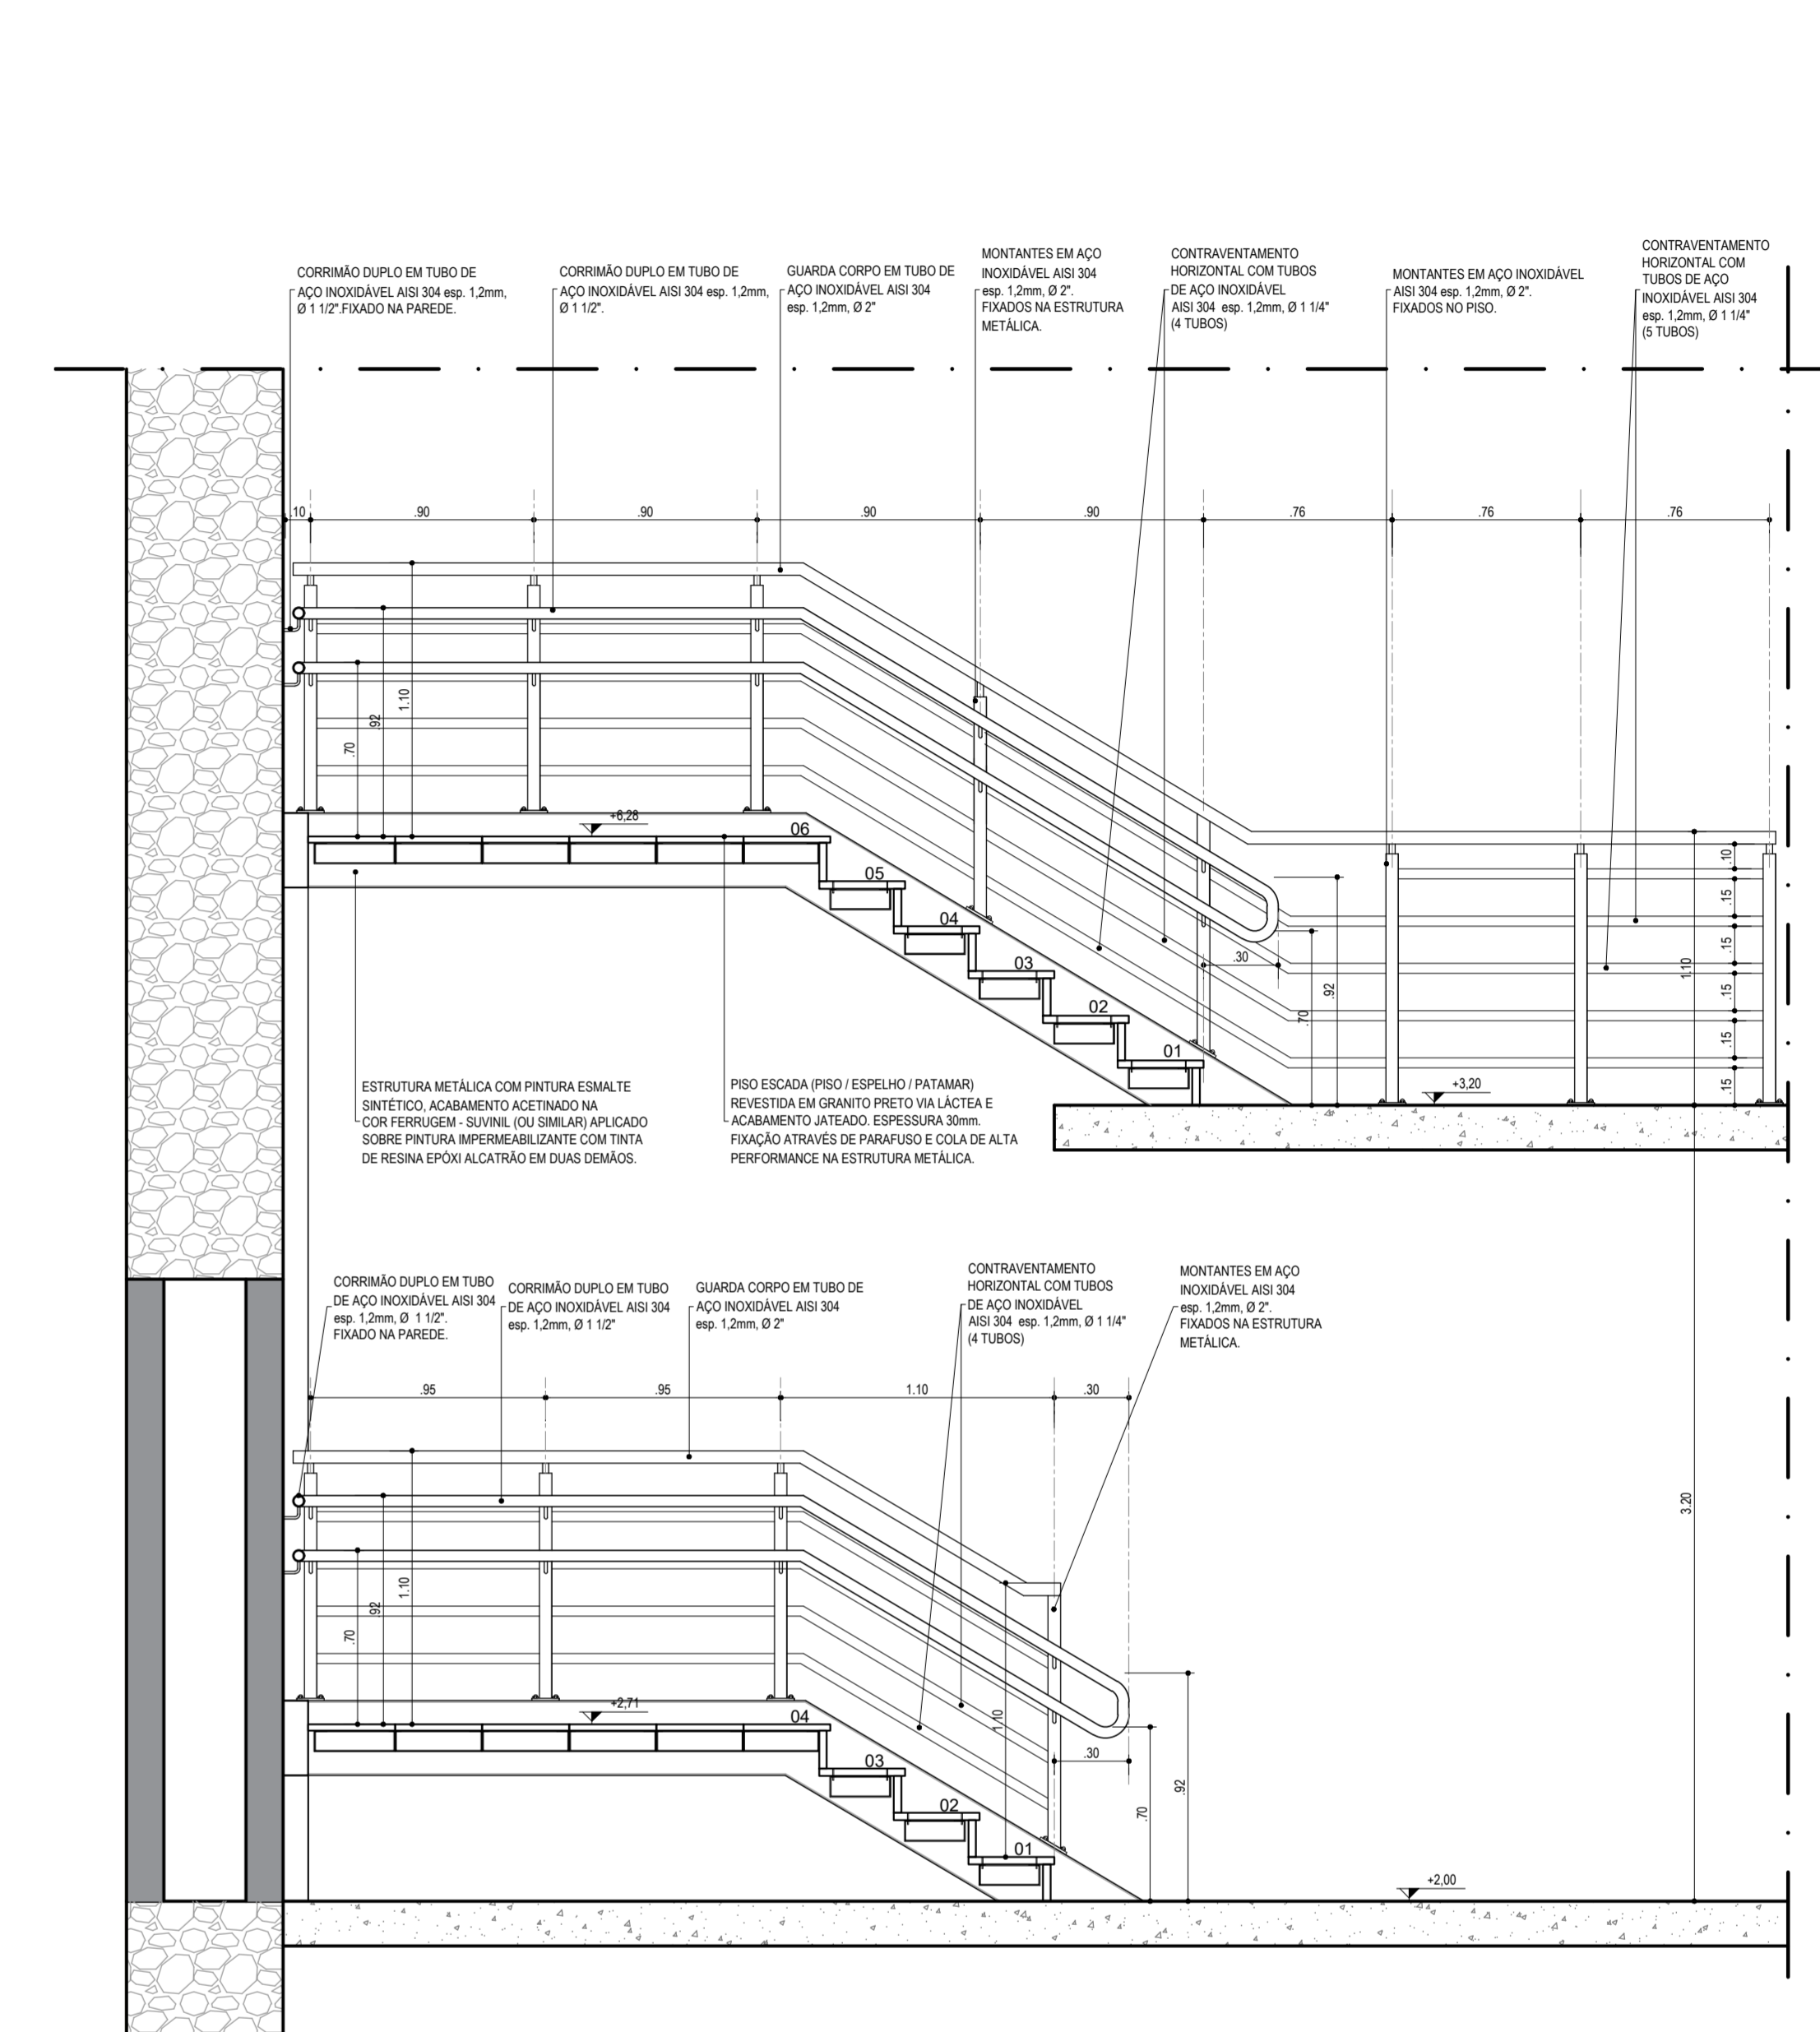 CORRIMÃO DUPLO EM TUBO DE
AÇO INOXIDÁVEL AISI 304 esp. 1,2mm,
Ø 1 1/2".FIXADO NA PAREDE.
CORRIMÃO DUPLO EM TUBO DE
AÇO INOXIDÁVEL AISI 304 esp. 1,2mm,
Ø 1 1/2".
GUARDA CORPO EM TUBO DE
AÇO INOXIDÁVEL AISI 304
esp. 1,2mm, Ø 2"
MONTANTES EM AÇO
INOXIDÁVEL AISI 304
esp. 1,2mm, Ø 2".
FIXADOS NA ESTRUTURA
METÁLICA.
CONTRAVENTAMENTO
HORIZONTAL COM TUBOS
DE AÇO INOXIDÁVEL
AISI 304 esp. 1,2mm, Ø 1 1/4"
(4 TUBOS)
MONTANTES EM AÇO INOXIDÁVEL
AISI 304 esp. 1,2mm, Ø 2".
FIXADOS NO PISO.
CONTRAVENTAMENTO
HORIZONTAL COM
TUBOS DE AÇO
INOXIDÁVEL AISI 304
esp. 1,2mm, Ø 1 1/4"
(5 TUBOS)
.10
.90
.90
.90
.90
.76
.76
.76
.70
.92
1.10
+6,28
06
05
04
03
02
01
.30
.70
.92
1.10
.10
.15
.15
.15
.15
.15
+3,20
ESTRUTURA METÁLICA COM PINTURA ESMALTE
SINTÉTICO, ACABAMENTO ACETINADO NA
COR FERRUGEM - SUVINIL (OU SIMILAR) APLICADO
SOBRE PINTURA IMPERMEABILIZANTE COM TINTA
DE RESINA EPÓXI ALCATRÃO EM DUAS DEMÃOS.
PISO ESCADA (PISO / ESPELHO / PATAMAR)
REVESTIDA EM GRANITO PRETO VIA LÁCTEA E
ACABAMENTO JATEADO. ESPESSURA 30mm.
FIXAÇÃO ATRAVÉS DE PARAFUSO E COLA DE ALTA
PERFORMANCE NA ESTRUTURA METÁLICA.
CORRIMÃO DUPLO EM TUBO
DE AÇO INOXIDÁVEL AISI 304
esp. 1,2mm, Ø 1 1/2".
FIXADO NA PAREDE.
CORRIMÃO DUPLO EM TUBO
DE AÇO INOXIDÁVEL AISI 304
esp. 1,2mm, Ø 1 1/2"
GUARDA CORPO EM TUBO DE
AÇO INOXIDÁVEL AISI 304
esp. 1,2mm, Ø 2"
CONTRAVENTAMENTO
HORIZONTAL COM TUBOS
DE AÇO INOXIDÁVEL
AISI 304 esp. 1,2mm, Ø 1 1/4"
(4 TUBOS)
MONTANTES EM AÇO
INOXIDÁVEL AISI 304
esp. 1,2mm, Ø 2".
FIXADOS NA ESTRUTURA
METÁLICA.
.95
.95
1.10
.30
3.20
.70
.92
1.10
+2,71
04
03
02
01
1.10
.30
.70
.92
+2,00